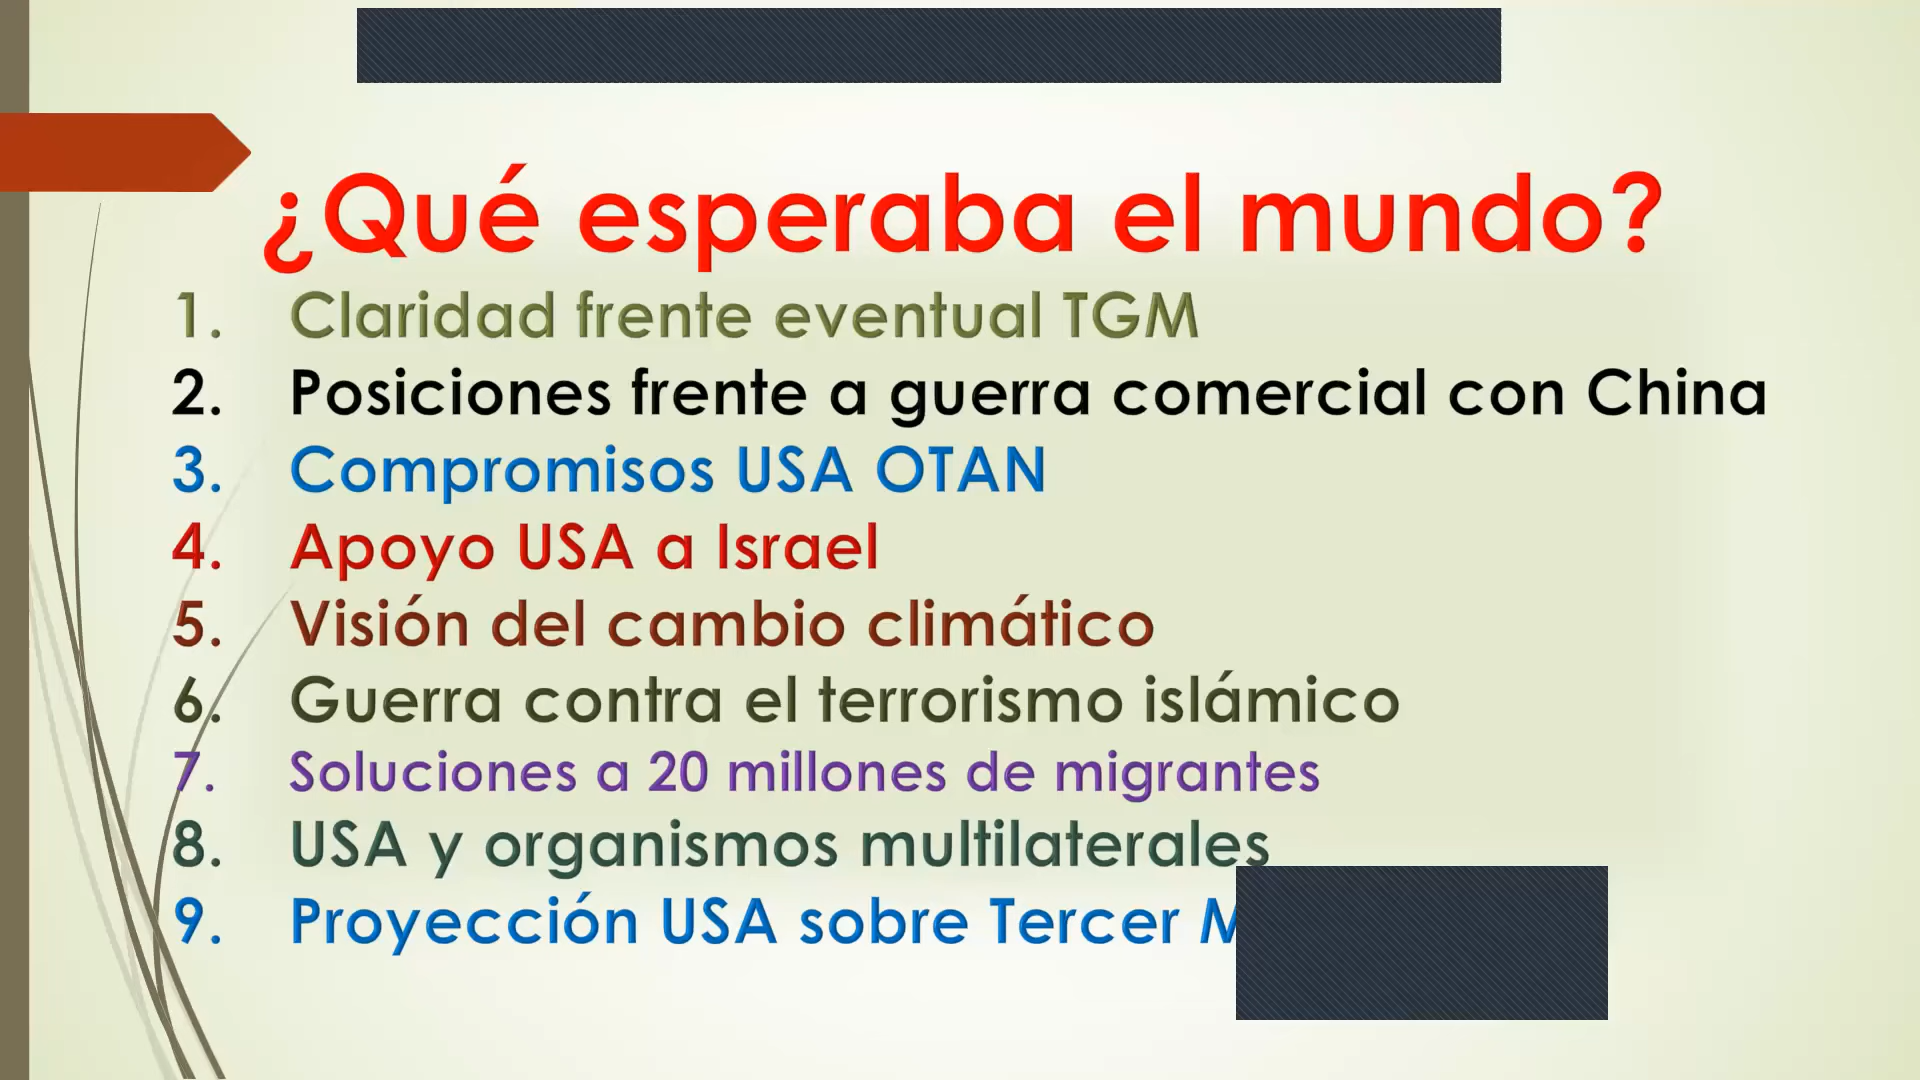 ¿Qué esperaba el mundo?
1. Claridad frente eventual TGM
2. Posiciones frente a guerra comercial con China
3. Compromisos USA OTAN
4. Apoyo USA a Israel
5. Visión del cambio climático
6. Guerra contra el terrorismo islámico
7. Soluciones a 20 millones de migrantes
8. USA y organismos multilaterales
9. Proyección USA sobre Tercer